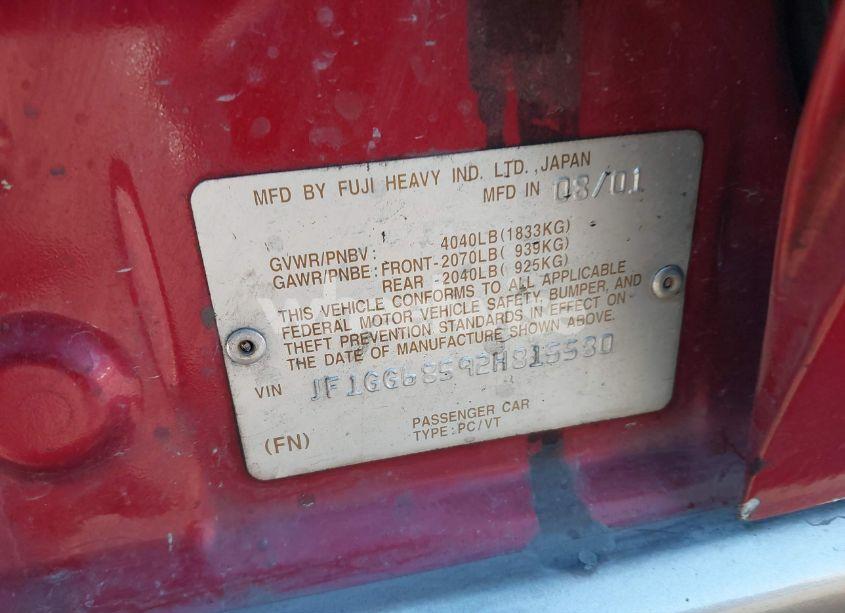 MFD BY FUJI HEAVY IND. LTD., JAPAN
MFD IN 08/01
GVWR/PNBV: 4040LB(1833KG)
GAWR/PNBE: FRONT-2070LB( 939KG)
REAR -2040LB( 925KG)
THIS VEHICLE CONFORMS TO ALL APPLICABLE
FEDERAL MOTOR VEHICLE SAFETY, BUMPER, AND
THEFT PREVENTION STANDARDS IN EFFECT ON
THE DATE OF MANUFACTURE SHOWN ABOVE.
VIN JF1GG68592H815580
PASSENGER CAR
(FN) TYPE:PC/VT